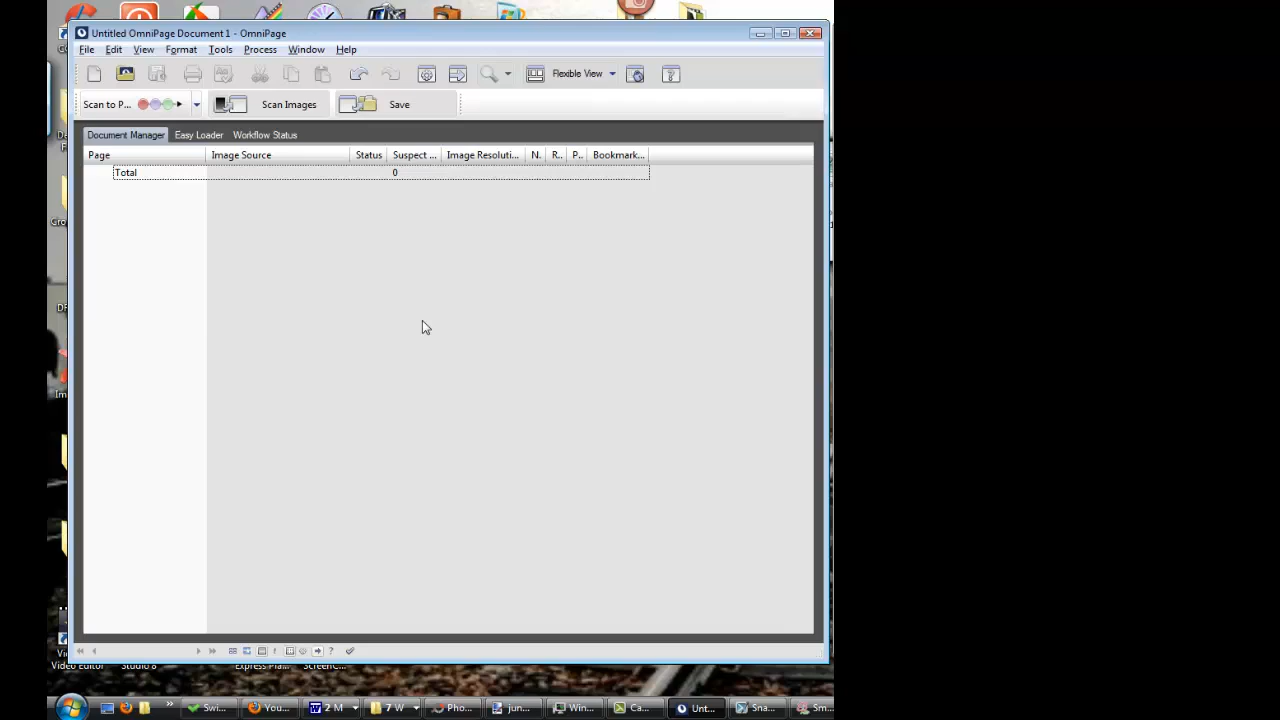 Untitled OmniPage Document 1 - OmniPage
File Edit View Format Tools Process Window Help
Flexible View
Scan to P... Scan Images Save
Document Manager Easy Loader Workflow Status
Page Image Source Status Suspect ... Image Resoluti... N. R.. P.. Bookmark...
Total 0
Video Editor Studio 8 Express Pla... ScreenC...
Swi... You... 2 M 7 W Pho... jun... Win... Ca... Unt... Sna... Sm...